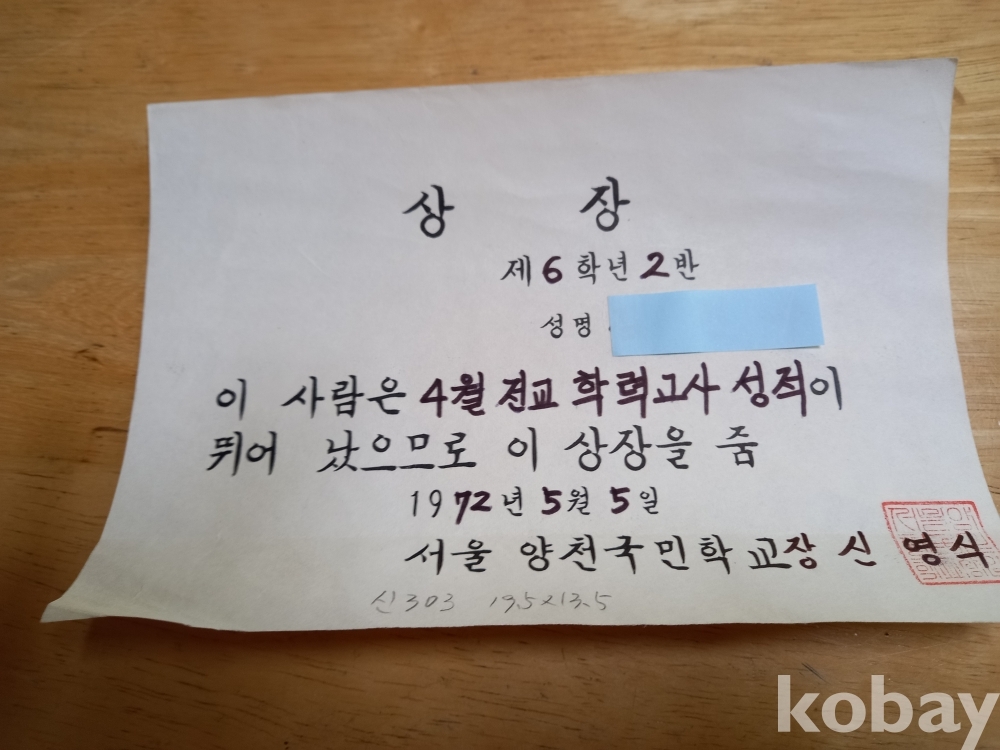 상 장
제 6 학년 2 반
성명
이 사람은 4월 전교 학력고사 성적이
뛰어 났으므로 이 상장을 줌
1972년 5월 5일
서울 양천국민학교장 신 영식
신303 19.5×13.5
kobay